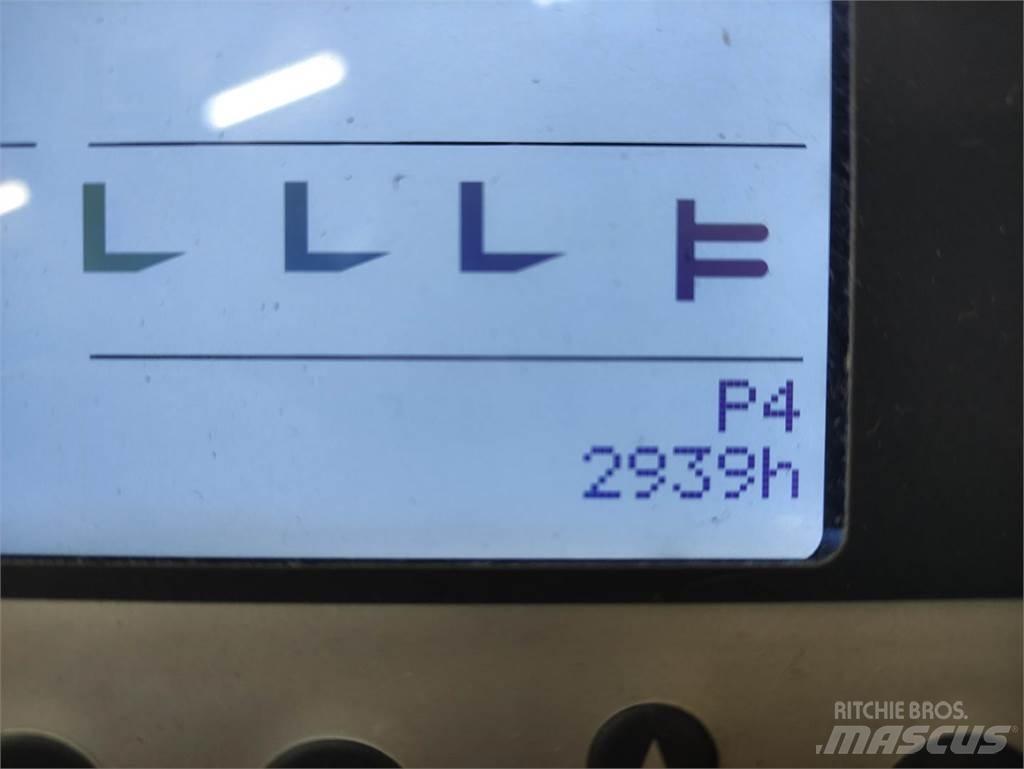 P4
2939h
RITCHIE BROS.
MASCUS